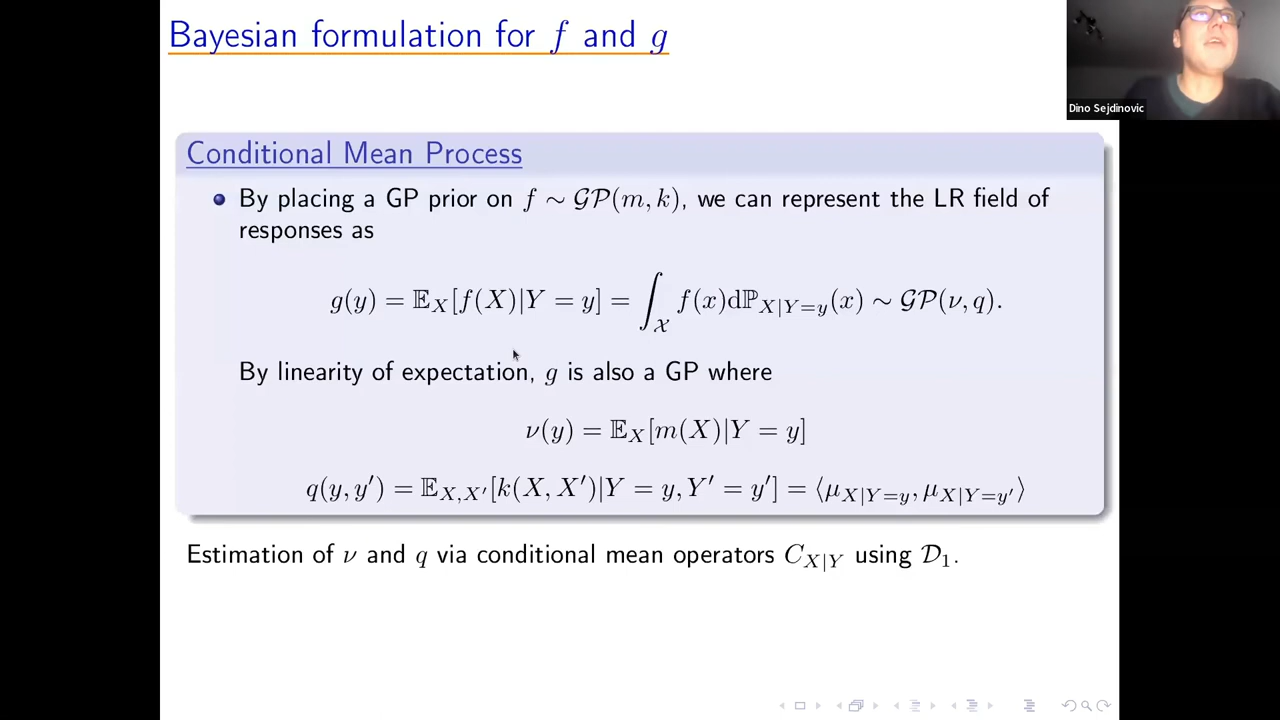 Bayesian formulation for f and g
Dino Sejdinovic
Conditional Mean Process
By placing a GP prior on f ∼ 𝒢𝒫(m, k), we can represent the LR field of
responses as
g(y) = 𝔼_X[f(X)|Y = y] = ∫_𝒳 f(x)dℙ_{X|Y=y}(x) ∼ 𝒢𝒫(ν, q).
By linearity of expectation, g is also a GP where
ν(y) = 𝔼_X[m(X)|Y = y]
q(y, y′) = 𝔼_{X,X′}[k(X, X′)|Y = y, Y′ = y′] = ⟨μ_{X|Y=y}, μ_{X|Y=y′}⟩
Estimation of ν and q via conditional mean operators C_{X|Y} using 𝒟₁.